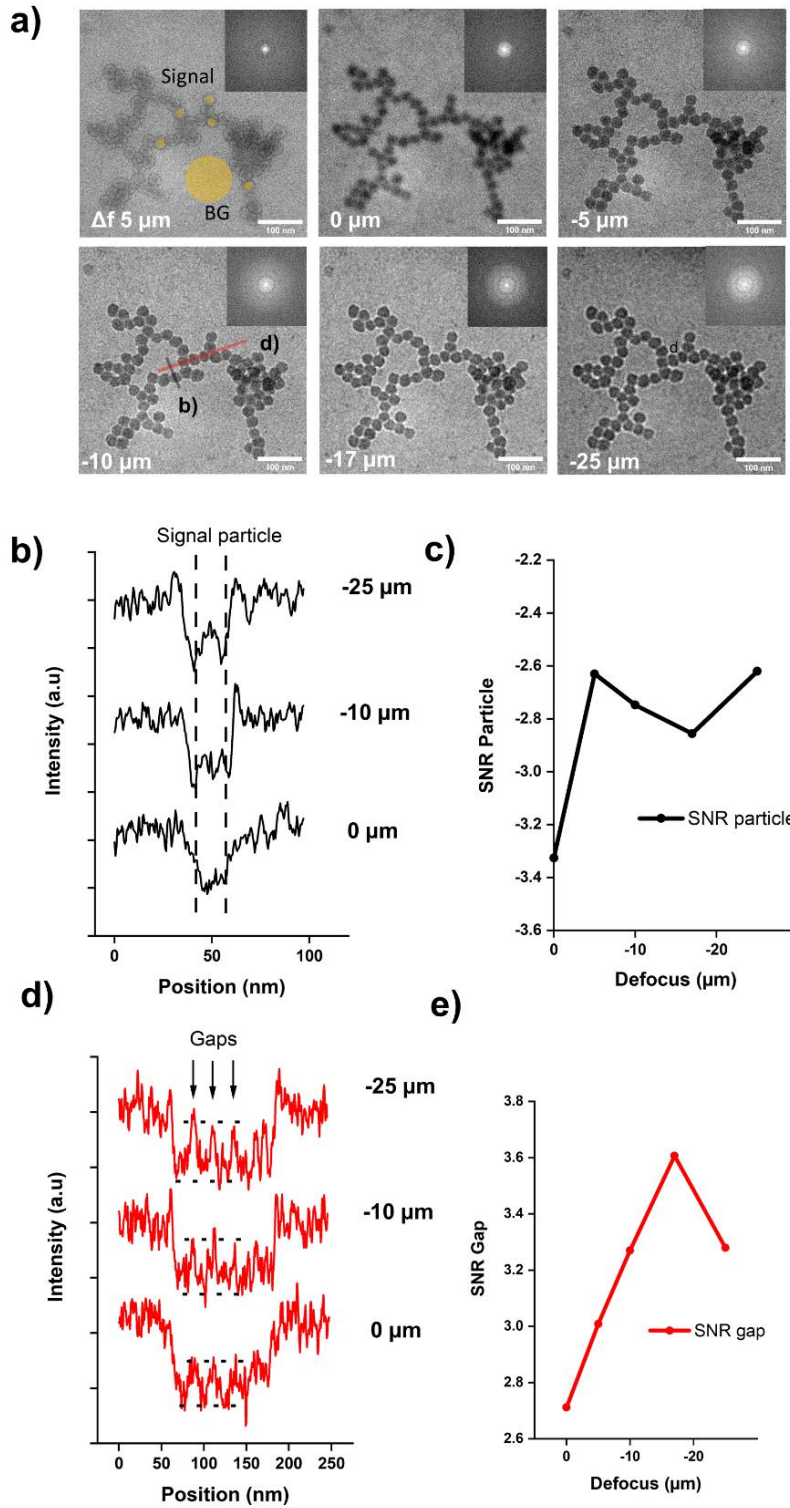 a)
Signal
BG
Δf 5 µm
100 nm
0 µm
100 nm
-5 µm
100 nm
d)
b)
-10 µm
100 nm
-17 µm
100 nm
d
-25 µm
100 nm
b)
Signal particle
-25 µm
-10 µm
0 µm
Intensity (a.u)
0 50 100
Position (nm)
c)
-2.2
-2.4
-2.6
-2.8
-3.0
-3.2
-3.4
-3.6
SNR Particle
SNR particle
0 -10 -20
Defocus (µm)
d)
Gaps
-25 µm
-10 µm
0 µm
Intensity (a.u)
0 50 100 150 200 250
Position (nm)
e)
3.8
3.6
3.4
3.2
3.0
2.8
2.6
SNR Gap
SNR gap
0 -10 -20
Defocus (µm)